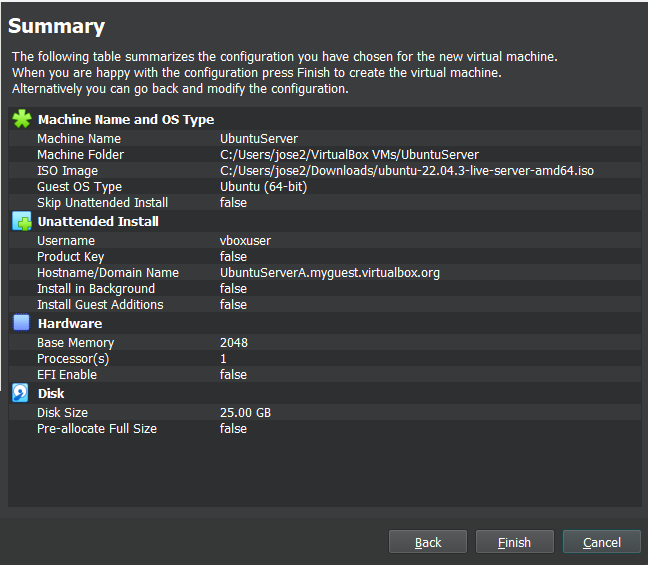 Summary
The following table summarizes the configuration you have chosen for the new virtual machine.
When you are happy with the configuration press Finish to create the virtual machine.
Alternatively you can go back and modify the configuration.
Machine Name and OS Type
Machine Name UbuntuServer
Machine Folder C:/Users/jose2/VirtualBox VMs/UbuntuServer
ISO Image C:/Users/jose2/Downloads/ubuntu-22.04.3-live-server-amd64.iso
Guest OS Type Ubuntu (64-bit)
Skip Unattended Install false
Unattended Install
Username vboxuser
Product Key false
Hostname/Domain Name UbuntuServerA.myguest.virtualbox.org
Install in Background false
Install Guest Additions false
Hardware
Base Memory 2048
Processor(s) 1
EFI Enable false
Disk
Disk Size 25.00 GB
Pre-allocate Full Size false
Back Finish Cancel